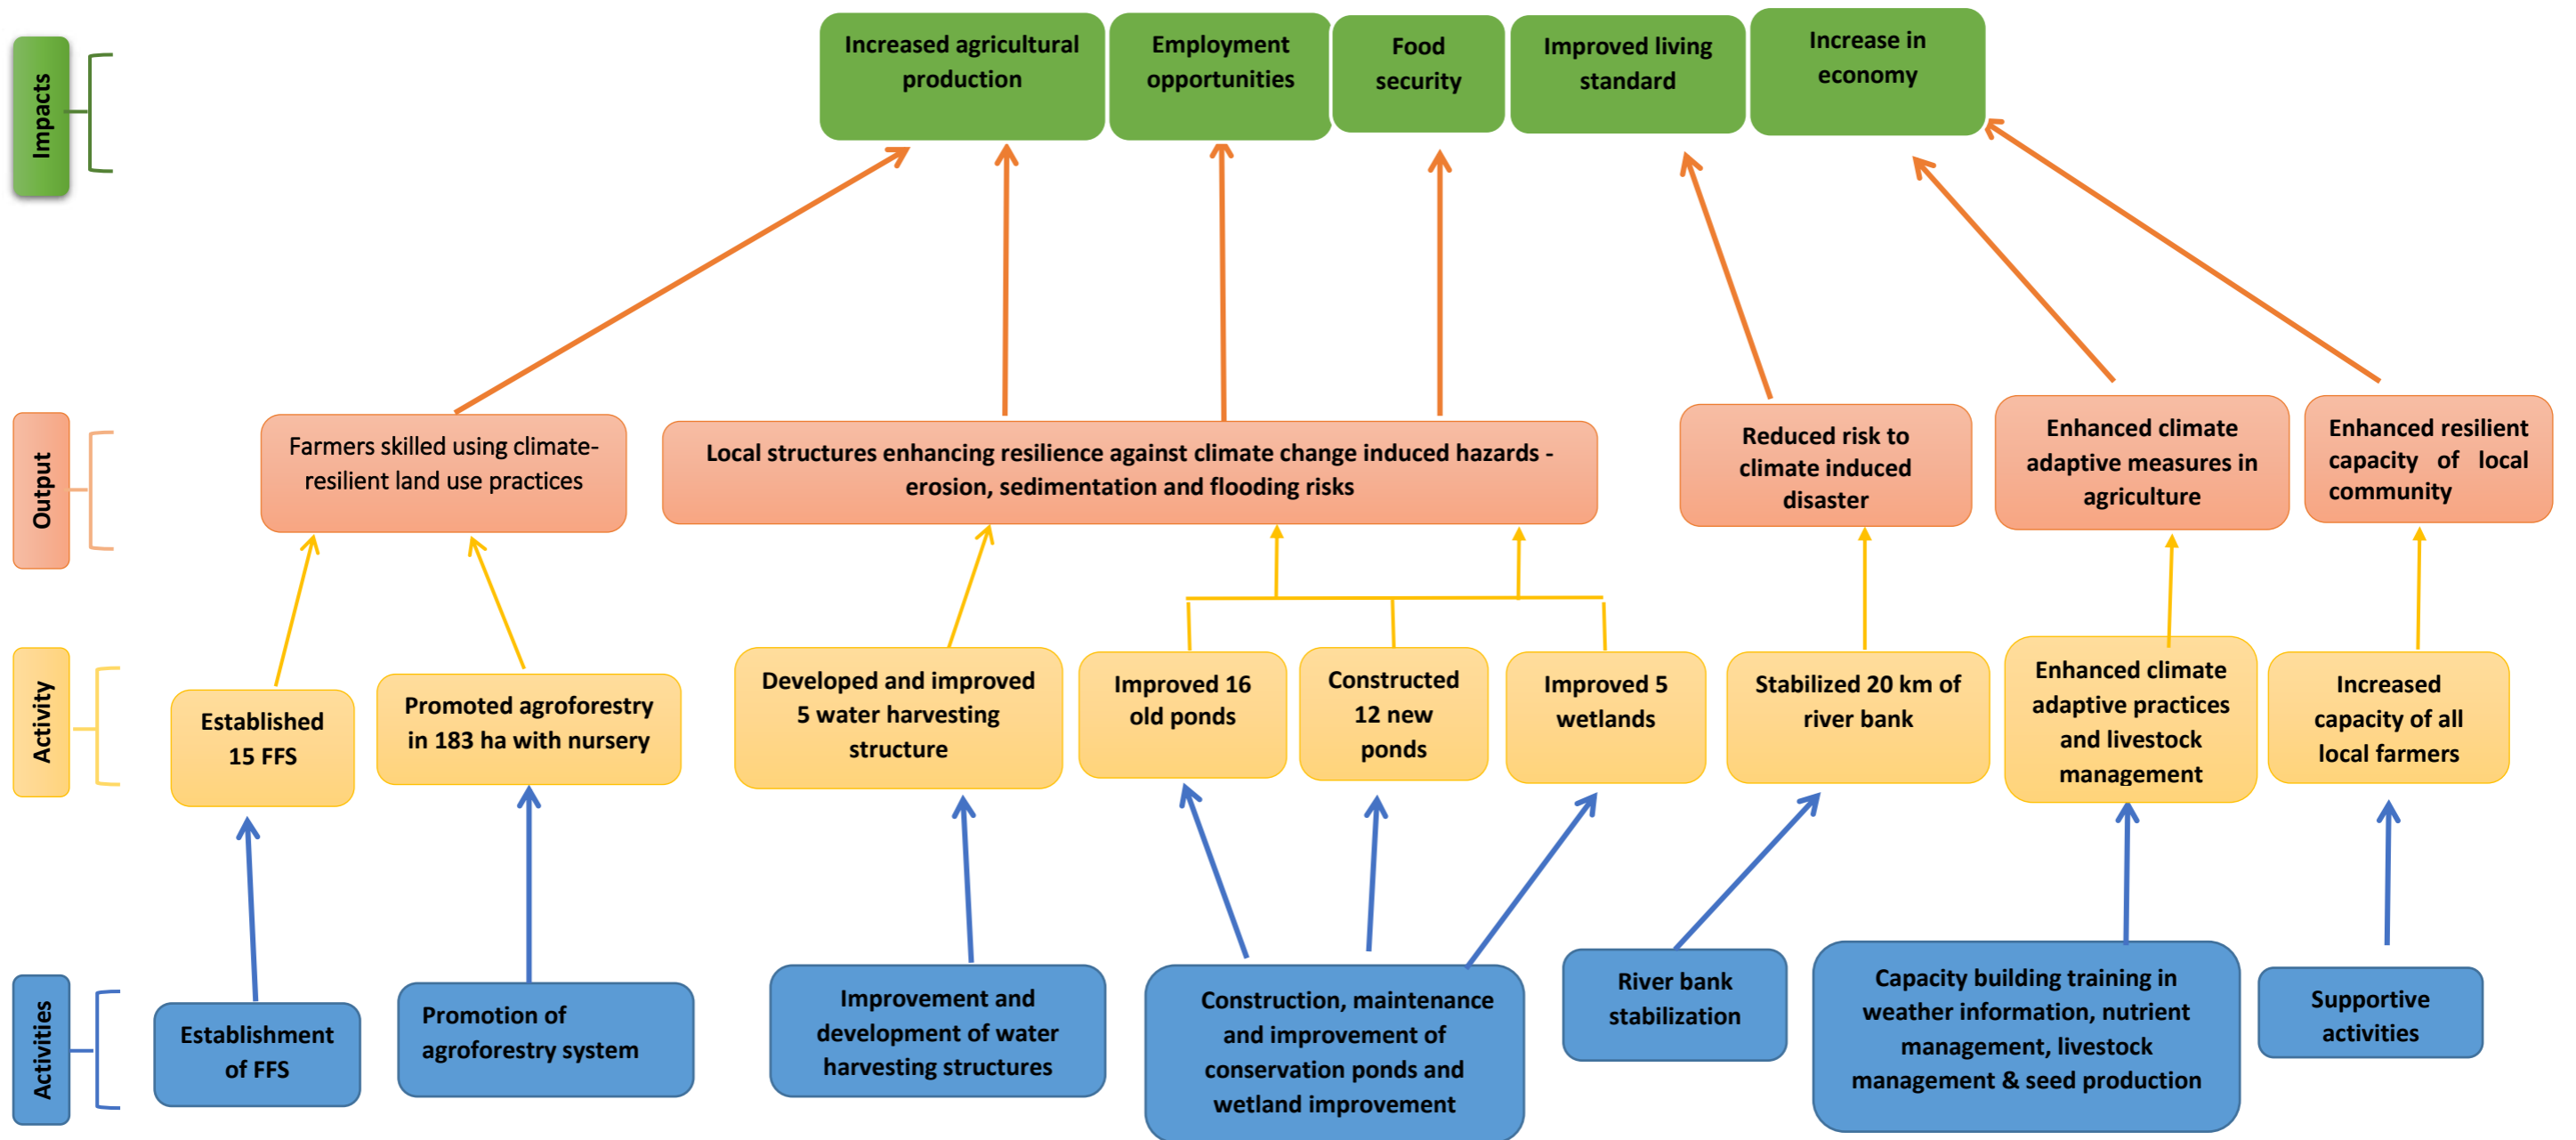 Impacts
Increased agricultural
production
Employment
opportunities
Food
security
Improved living
standard
Increase in
economy
Output
Farmers skilled using climate-
resilient land use practices
Local structures enhancing resilience against climate change induced hazards -
erosion, sedimentation and flooding risks
Reduced risk to
climate induced
disaster
Enhanced climate
adaptive measures in
agriculture
Enhanced resilient
capacity of local
community
Activity
Established
15 FFS
Promoted agroforestry
in 183 ha with nursery
Developed and improved
5 water harvesting
structure
Improved 16
old ponds
Constructed
12 new
ponds
Improved 5
wetlands
Stabilized 20 km of
river bank
Enhanced climate
adaptive practices
and livestock
management
Increased
capacity of all
local farmers
Activities
Establishment
of FFS
Promotion of
agroforestry system
Improvement and
development of water
harvesting structures
Construction, maintenance
and improvement of
conservation ponds and
wetland improvement
River bank
stabilization
Capacity building training in
weather information, nutrient
management, livestock
management & seed production
Supportive
activities